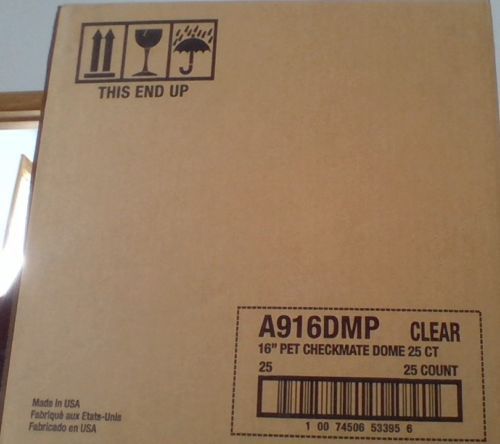 THIS END UP
A916DMP CLEAR
16" PET CHECKMATE DOME 25 CT
25 25 COUNT
1 00 74506 53395 6
Made in USA
Fabriqué aux Etats-Unis
Fabricado en USA